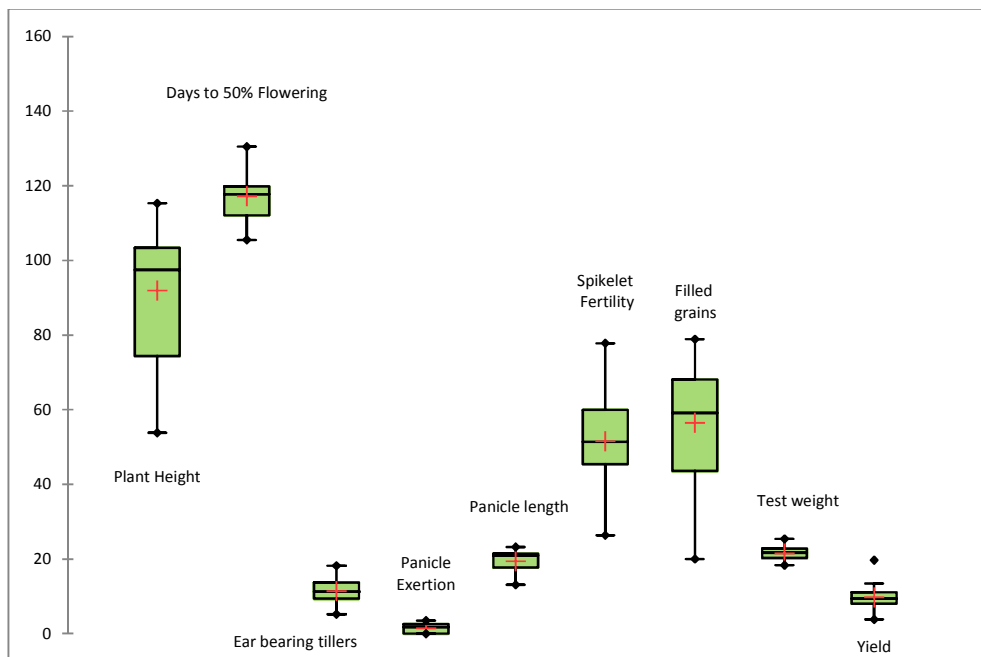 160
140
120
100
80
60
40
20
0
Days to 50% Flowering
Plant Height
Ear bearing tillers
Panicle
Exertion
Panicle length
Spikelet
Fertility
Filled
grains
Test weight
Yield